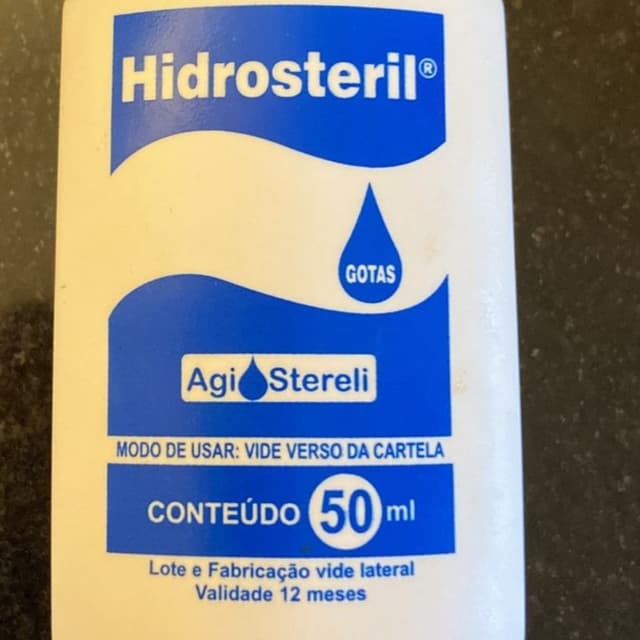 Hidrosteril®
GOTAS
Agi Stereli
MODO DE USAR: VIDE VERSO DA CARTELA
CONTEÚDO 50 ml
Lote e Fabricação vide lateral
Validade 12 meses